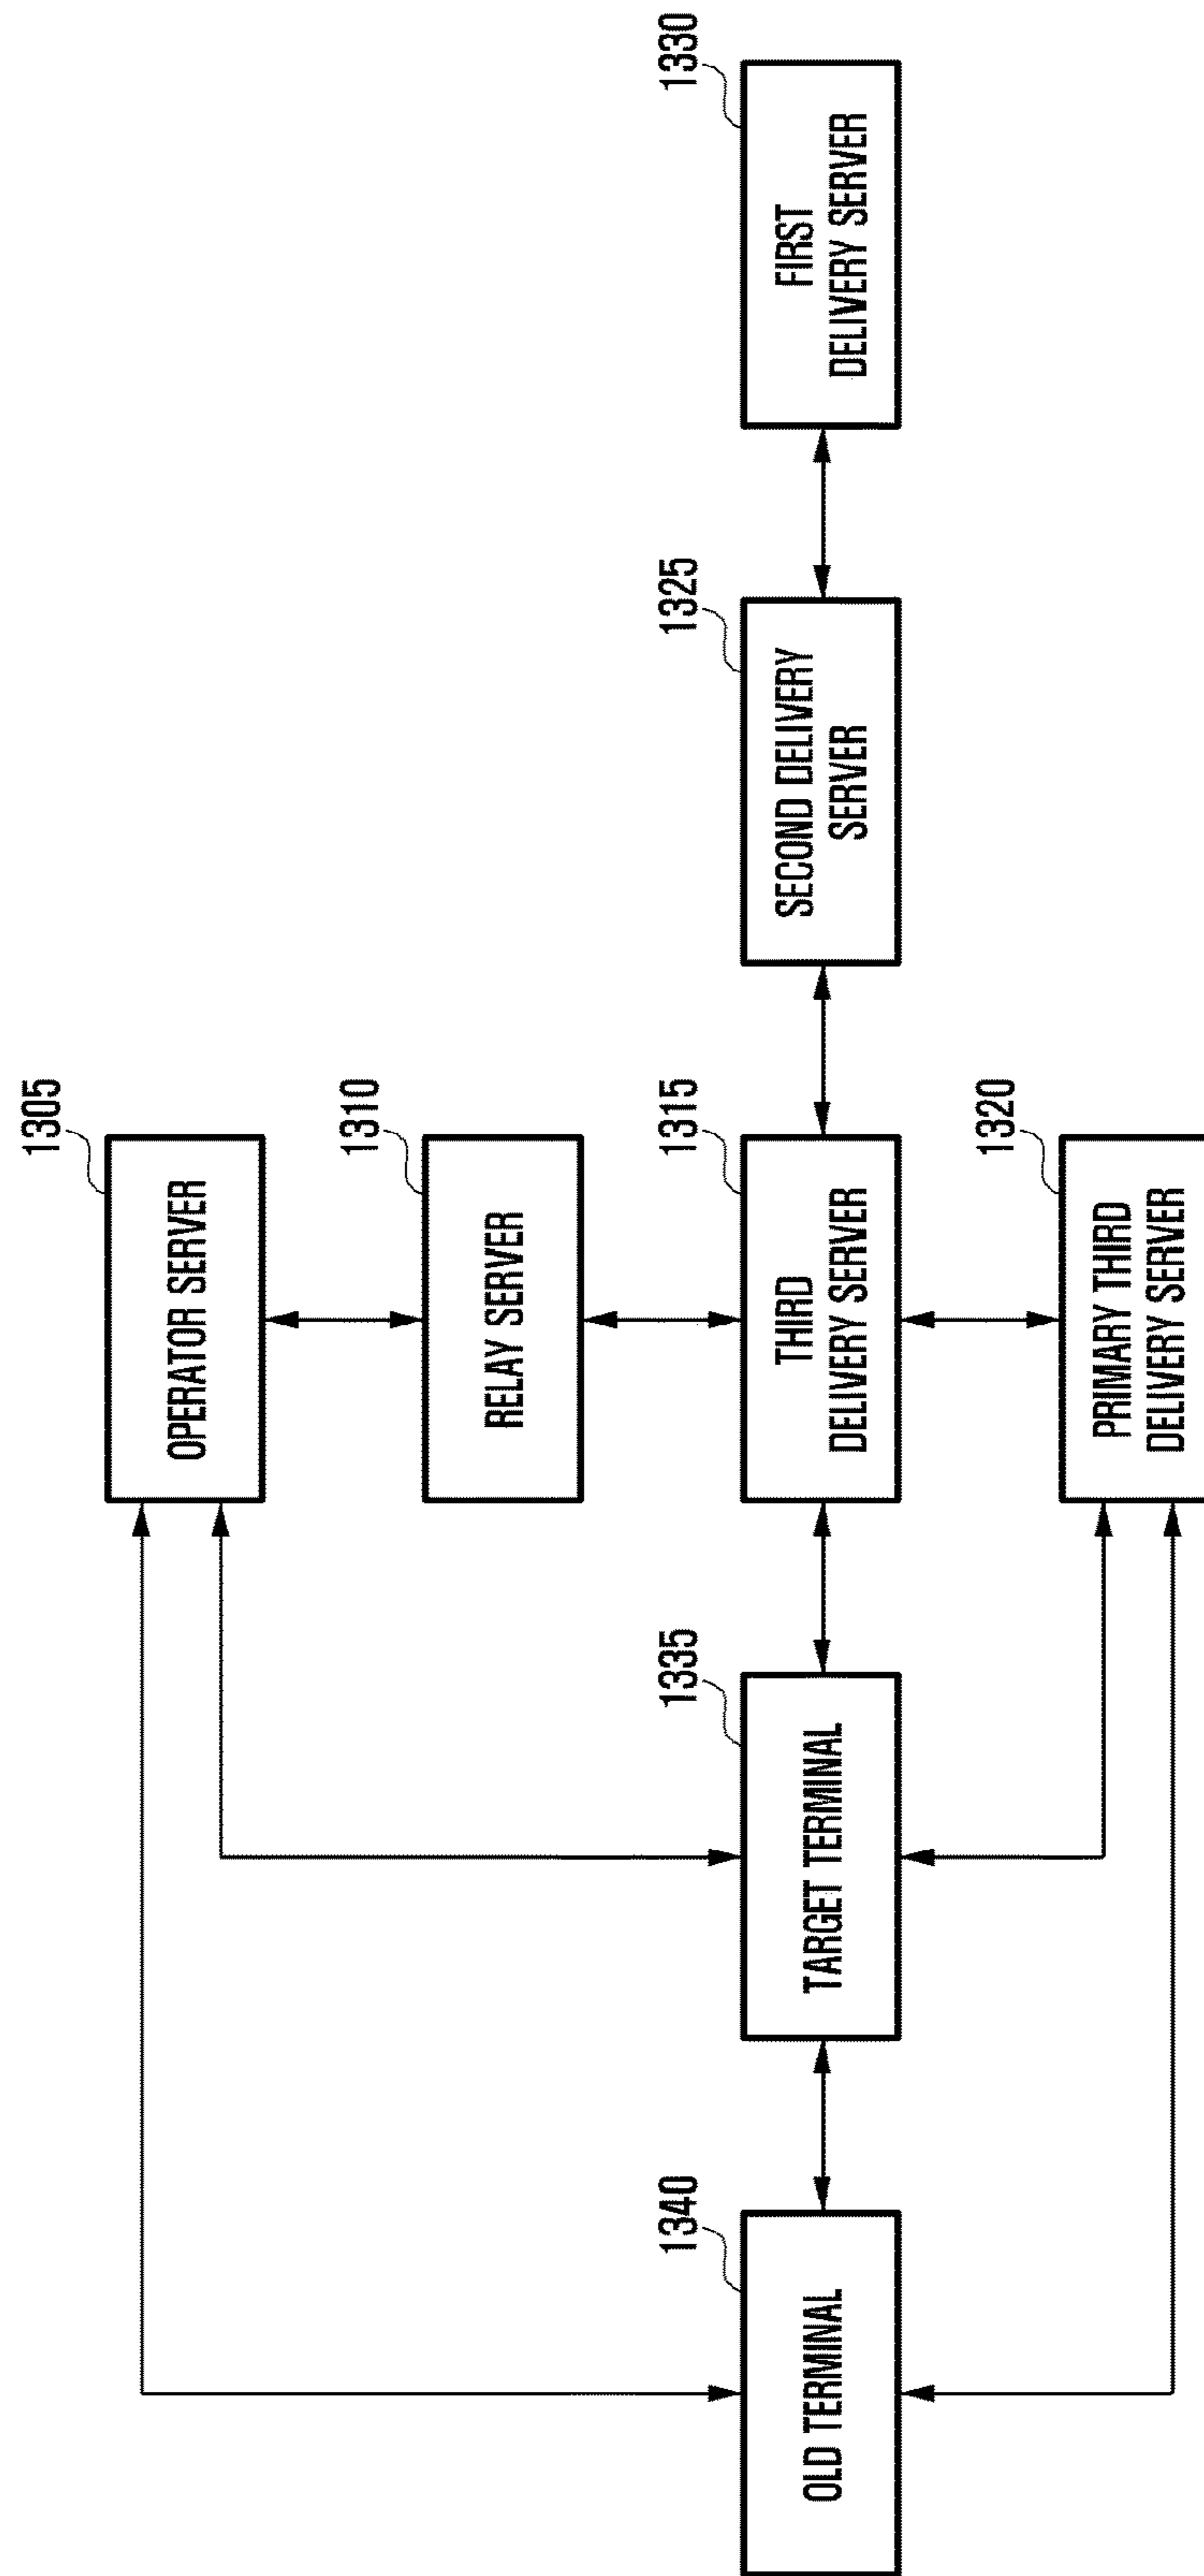 1305
OPERATOR SERVER
1310
RELAY SERVER
1340
OLD TERMINAL
1335
TARGET TERMINAL
1315
THIRD
DELIVERY SERVER
1325
SECOND DELIVERY
SERVER
1330
FIRST
DELIVERY SERVER
1320
PRIMARY THIRD
DELIVERY SERVER